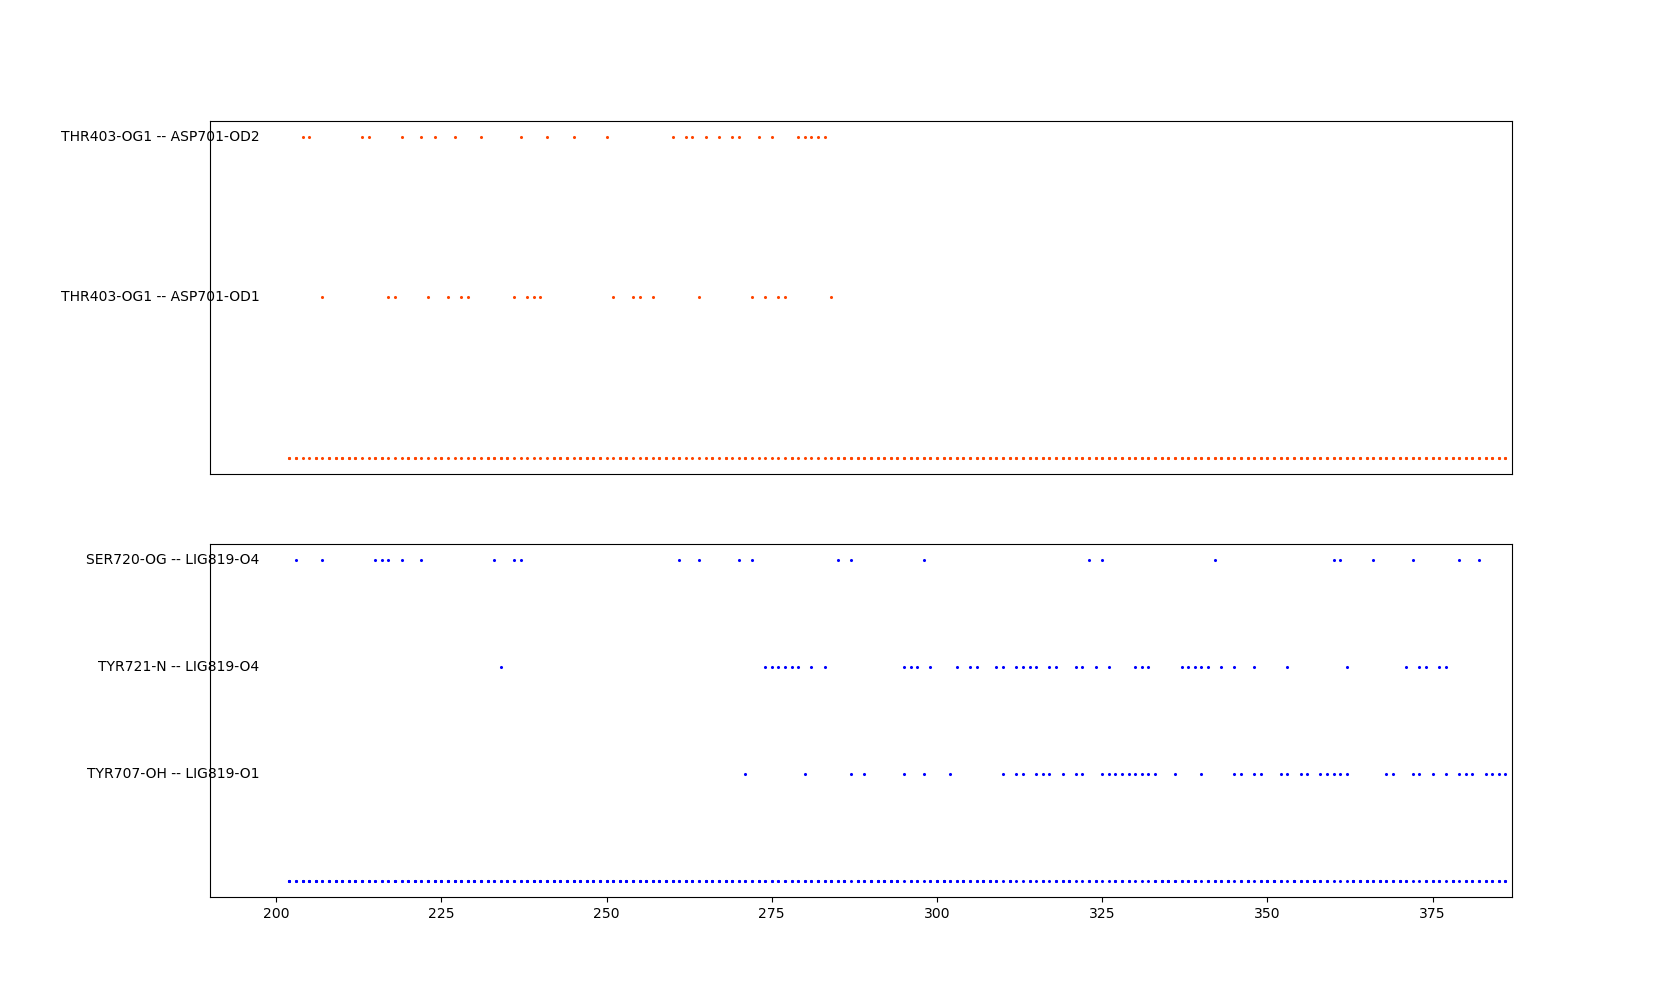 THR403-OG1 -- ASP701-OD2
THR403-OG1 -- ASP701-OD1
SER720-OG -- LIG819-O4
TYR721-N -- LIG819-O4
TYR707-OH -- LIG819-O1
200 225 250 275 300 325 350 375